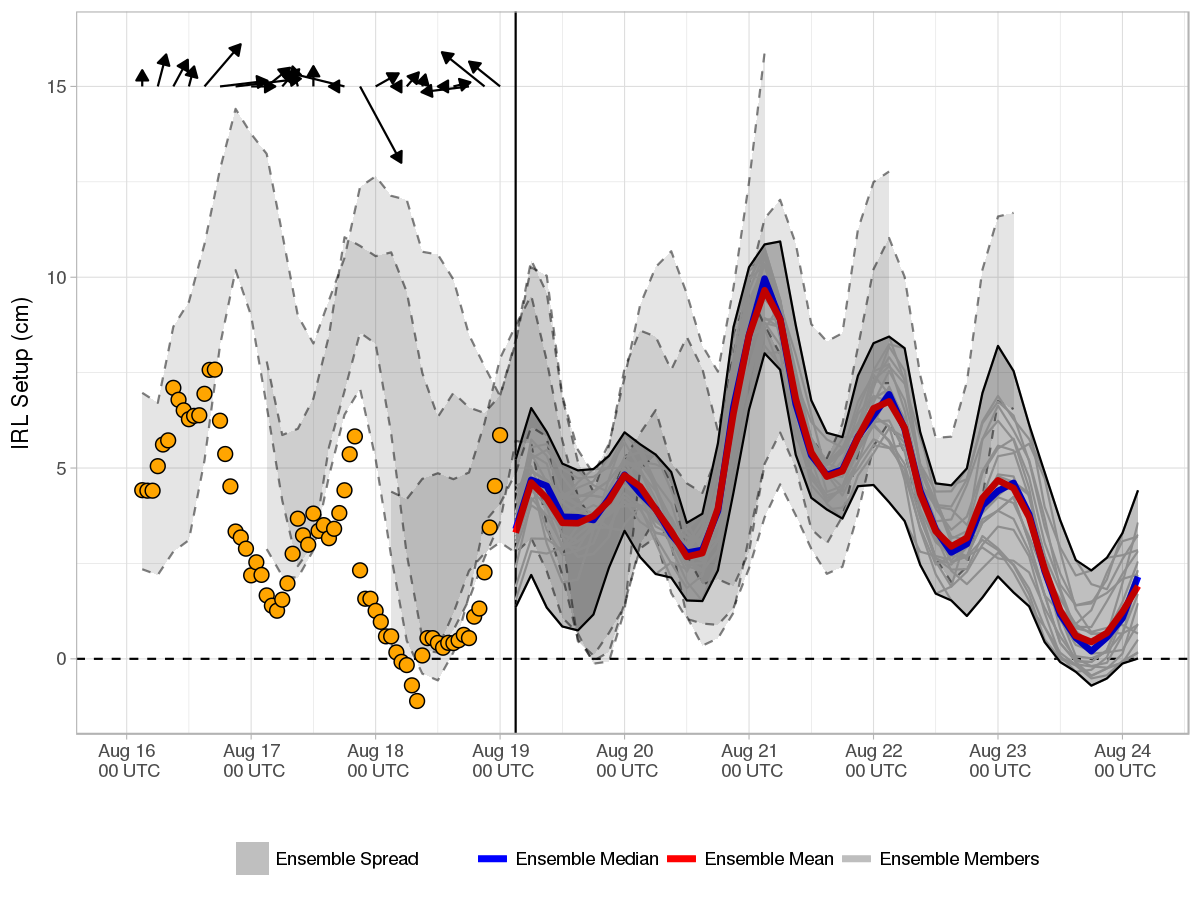 IRL Setup (cm)
15
10
5
0
Aug 16 Aug 17 Aug 18 Aug 19 Aug 20 Aug 21 Aug 22 Aug 23 Aug 24
00 UTC 00 UTC 00 UTC 00 UTC 00 UTC 00 UTC 00 UTC 00 UTC 00 UTC
Ensemble Spread Ensemble Median Ensemble Mean Ensemble Members